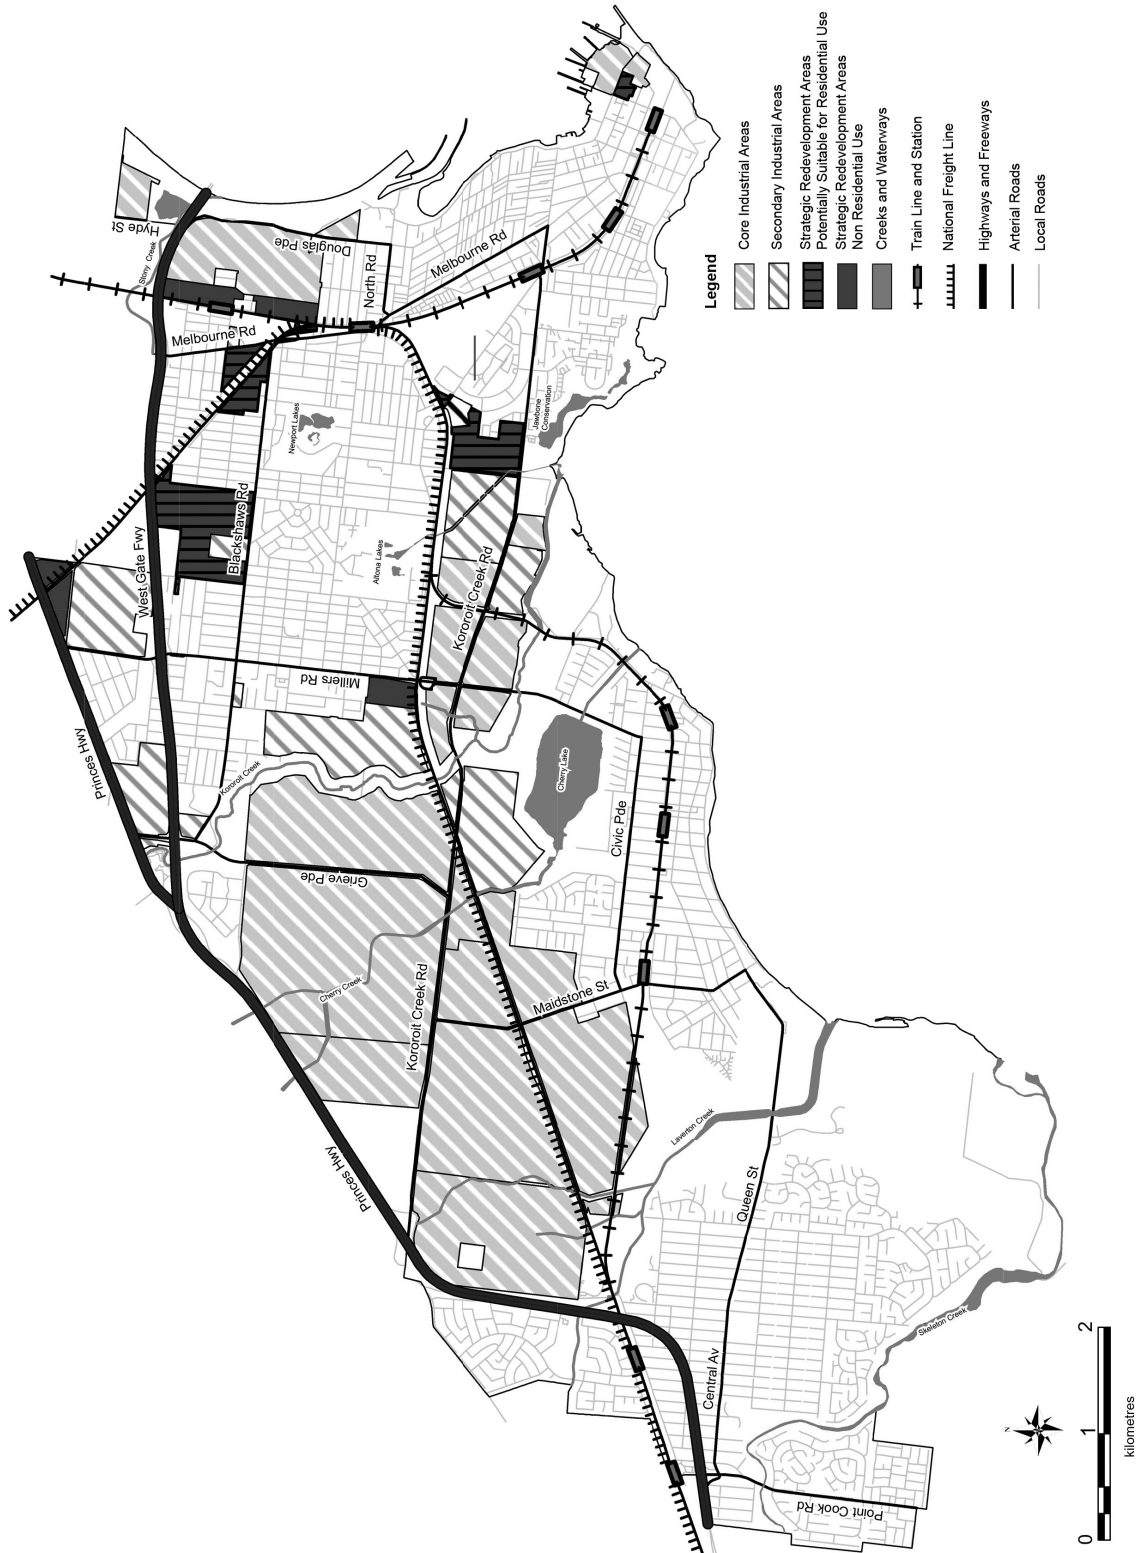 Hyde St
Stony Creek
Douglas Pde
Melbourne Rd
North Rd
Melbourne Rd
Newport Lakes
Jawbone
Conservation
West Gate Fwy
Blackshaws Rd
Altona Lakes
Kororoit Creek Rd
Millers Rd
Princes Hwy
Kororoit Creek
Cherry Lake
Civic Pde
Grieve Pde
Cherry Creek
Kororoit Creek Rd
Maidstone St
Princes Hwy
Laverton Creek
Queen St
Skeleton Creek
Central Av
Point Cook Rd
Legend
Core Industrial Areas
Secondary Industrial Areas
Strategic Redevelopment Areas
Potentially Suitable for Residential Use
Strategic Redevelopment Areas
Non Residential Use
Creeks and Waterways
Train Line and Station
National Freight Line
Highways and Freeways
Arterial Roads
Local Roads
N
0 1 2
kilometres